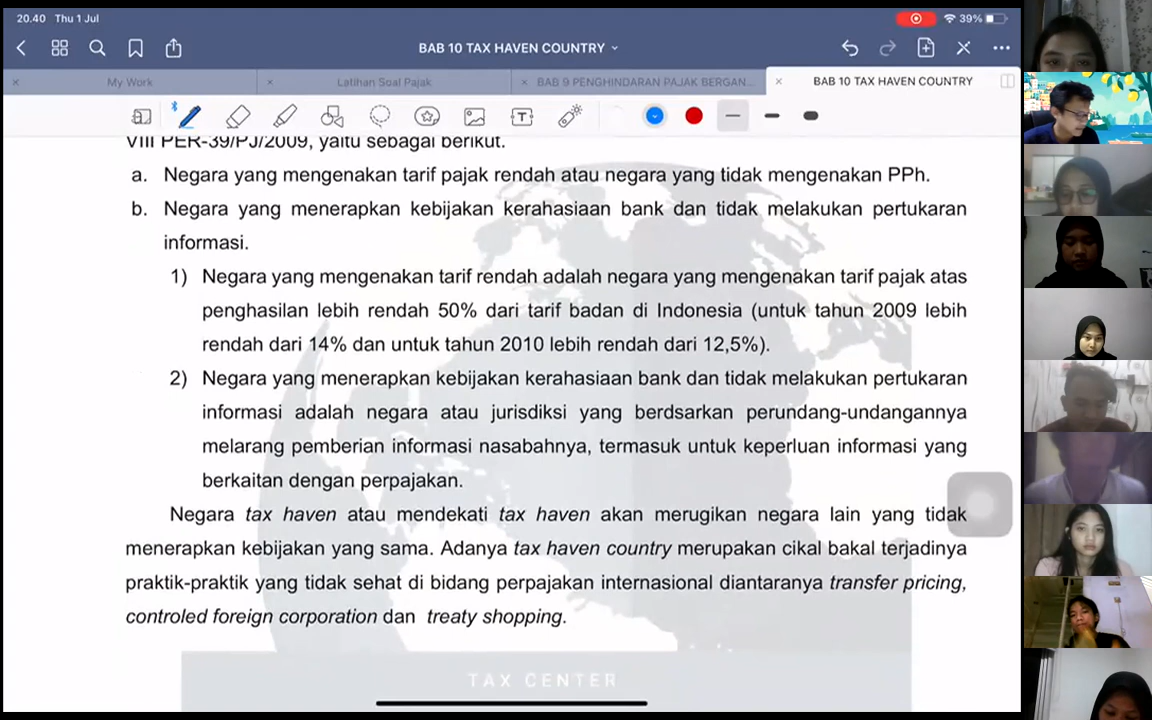 20.40 Thu 1 Jul
39%
BAB 10 TAX HAVEN COUNTRY
My Work
Latihan Soal Pajak
BAB 9 PENGHINDARAN PAJAK BERGAN...
BAB 10 TAX HAVEN COUNTRY
VIII PER-39/PJ/2009, yaitu sebagai berikut.
a. Negara yang mengenakan tarif pajak rendah atau negara yang tidak mengenakan PPh.
b. Negara yang menerapkan kebijakan kerahasiaan bank dan tidak melakukan pertukaran
informasi.
1) Negara yang mengenakan tarif rendah adalah negara yang mengenakan tarif pajak atas
penghasilan lebih rendah 50% dari tarif badan di Indonesia (untuk tahun 2009 lebih
rendah dari 14% dan untuk tahun 2010 lebih rendah dari 12,5%).
2) Negara yang menerapkan kebijakan kerahasiaan bank dan tidak melakukan pertukaran
informasi adalah negara atau jurisdiksi yang berdsarkan perundang-undangannya
melarang pemberian informasi nasabahnya, termasuk untuk keperluan informasi yang
berkaitan dengan perpajakan.
Negara tax haven atau mendekati tax haven akan merugikan negara lain yang tidak
menerapkan kebijakan yang sama. Adanya tax haven country merupakan cikal bakal terjadinya
praktik-praktik yang tidak sehat di bidang perpajakan internasional diantaranya transfer pricing,
controled foreign corporation dan treaty shopping.
TAX CENTER